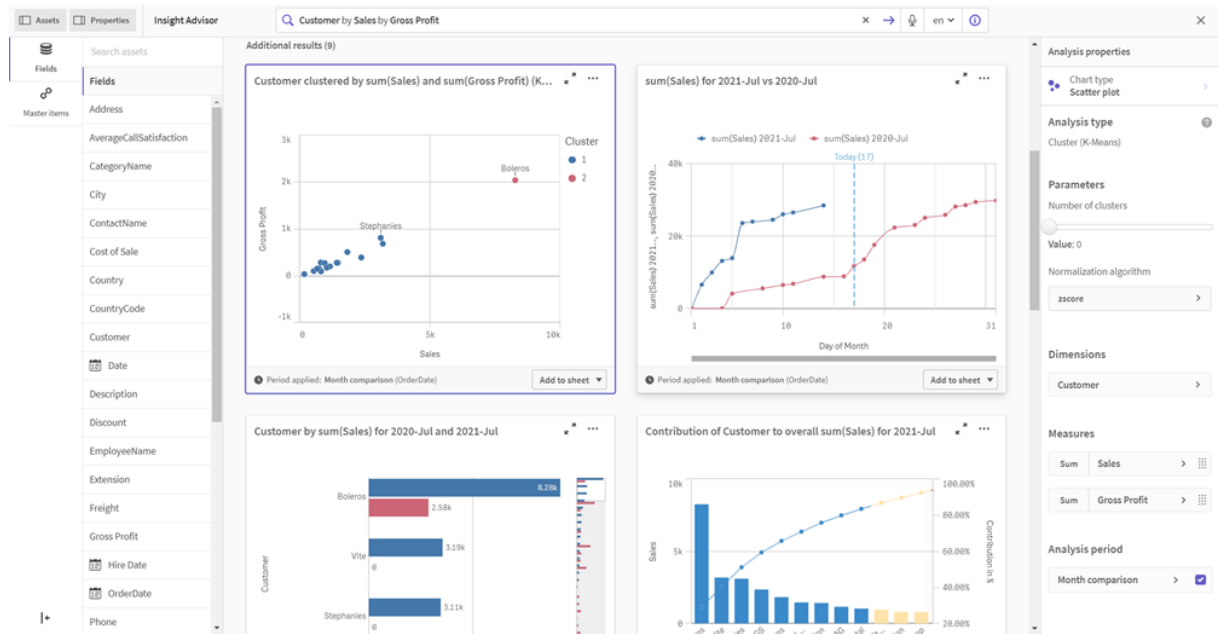 Assets
Properties
Insight Advisor
Customer by Sales by Gross Profit
en
Fields
Master items
Search assets
Fields
Address
AverageCallSatisfaction
CategoryName
City
ContactName
Cost of Sale
Country
CountryCode
Customer
Date
Description
Discount
EmployeeName
Extension
Freight
Gross Profit
Hire Date
OrderDate
Phone
Additional results (9)
Customer clustered by sum(Sales) and sum(Gross Profit) (K...
3k
2k
1k
0
-1k
Gross Profit
Boleros
Stephanies
Cluster
1
2
0
5k
10k
Sales
Period applied: Month comparison (OrderDate)
Add to sheet
sum(Sales) for 2021-Jul vs 2020-Jul
sum(Sales) 2021-Jul
sum(Sales) 2020-Jul
Today (17)
sum(Sales) 2021..., sum(Sales) 2020...
40k
20k
0
1
10
20
31
Day of Month
Period applied: Month comparison (OrderDate)
Add to sheet
Customer by sum(Sales) for 2020-Jul and 2021-Jul
Customer
Boleros
8.28k
2.58k
Vite
3.19k
0
Stephanies
3.11k
0
Contribution of Customer to overall sum(Sales) for 2021-Jul
10k
5k
Sales
100.00%
80.00%
60.00%
40.00%
20.00%
Contribution in %
Analysis properties
Chart type
Scatter plot
Analysis type
Cluster (K-Means)
Parameters
Number of clusters
Value: 0
Normalization algorithm
zscore
Dimensions
Customer
Measures
Sum
Sales
Sum
Gross Profit
Analysis period
Month comparison